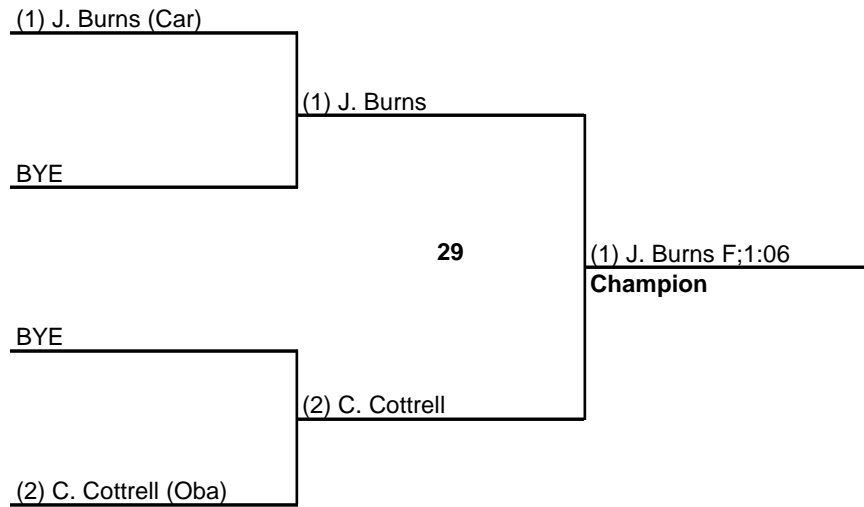 (1) J. Burns (Car)
(1) J. Burns
BYE
29
(1) J. Burns F;1:06
Champion
BYE
(2) C. Cottrell
(2) C. Cottrell (Oba)